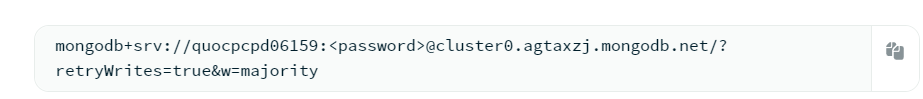 mongodb+srv://quocpcpd06159:<password>@cluster0.agtaxzj.mongodb.net/?
retryWrites=true&w=majority